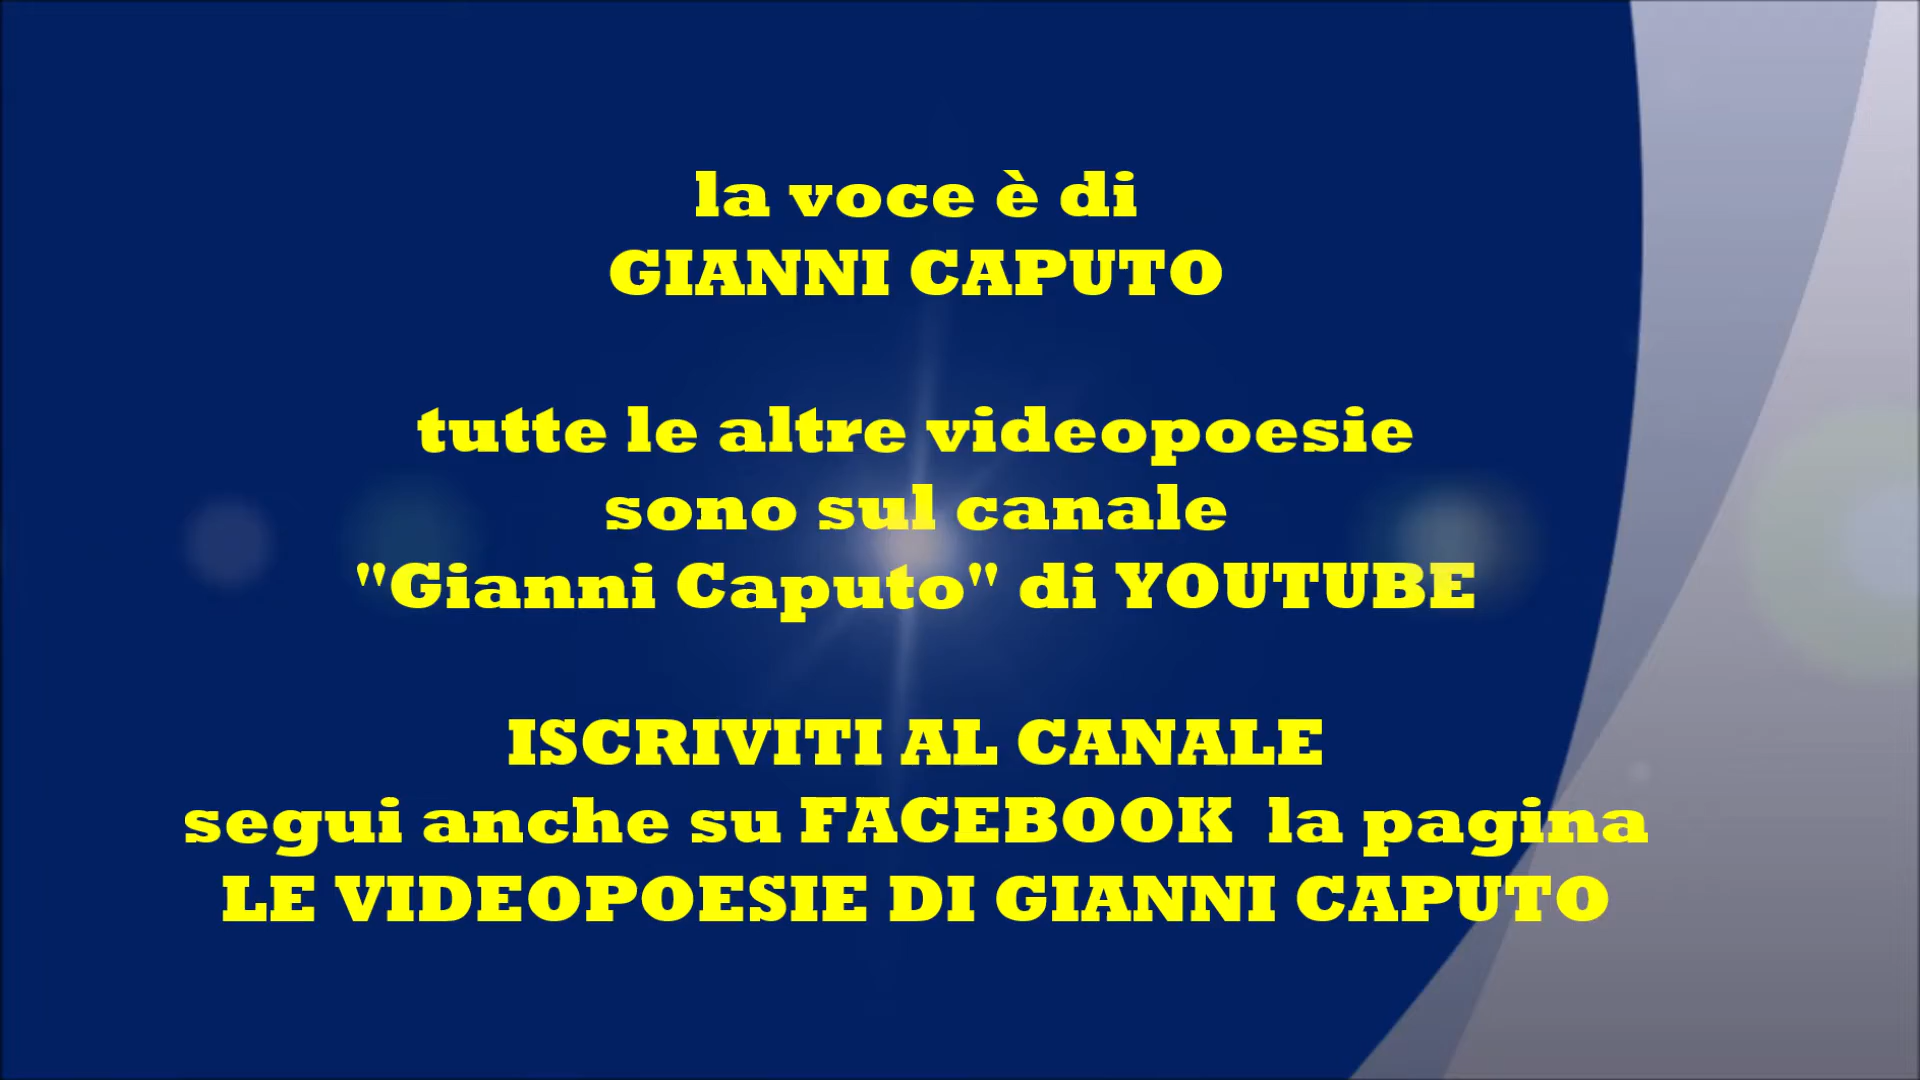 la voce è di
GIANNI CAPUTO
tutte le altre videopoesie
sono sul canale
"Gianni Caputo" di YOUTUBE
ISCRIVITI AL CANALE
segui anche su FACEBOOK la pagina
LE VIDEOPOESIE DI GIANNI CAPUTO